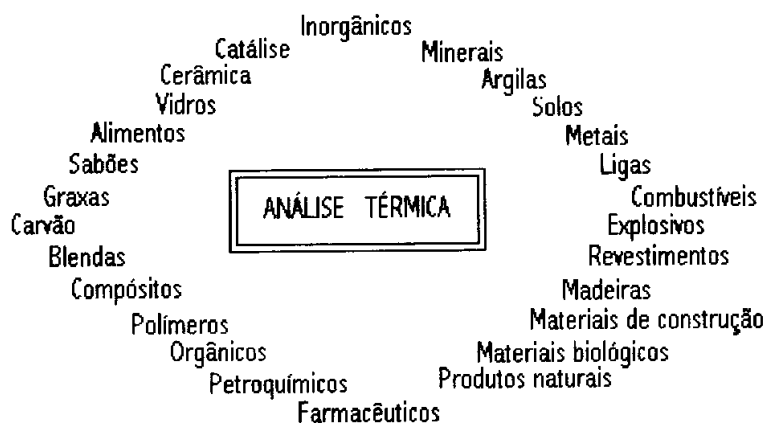 Inorgânicos
Catálise
Minerais
Cerâmica
Argilas
Vidros
Solos
Alimentos
Metais
Sabões
Ligas
Graxas
ANÁLISE TÉRMICA
Combustíveis
Carvão
Explosivos
Blendas
Revestimentos
Compósitos
Madeiras
Polímeros
Materiais de construção
Orgânicos
Materiais biológicos
Petroquímicos
Produtos naturais
Farmacêuticos